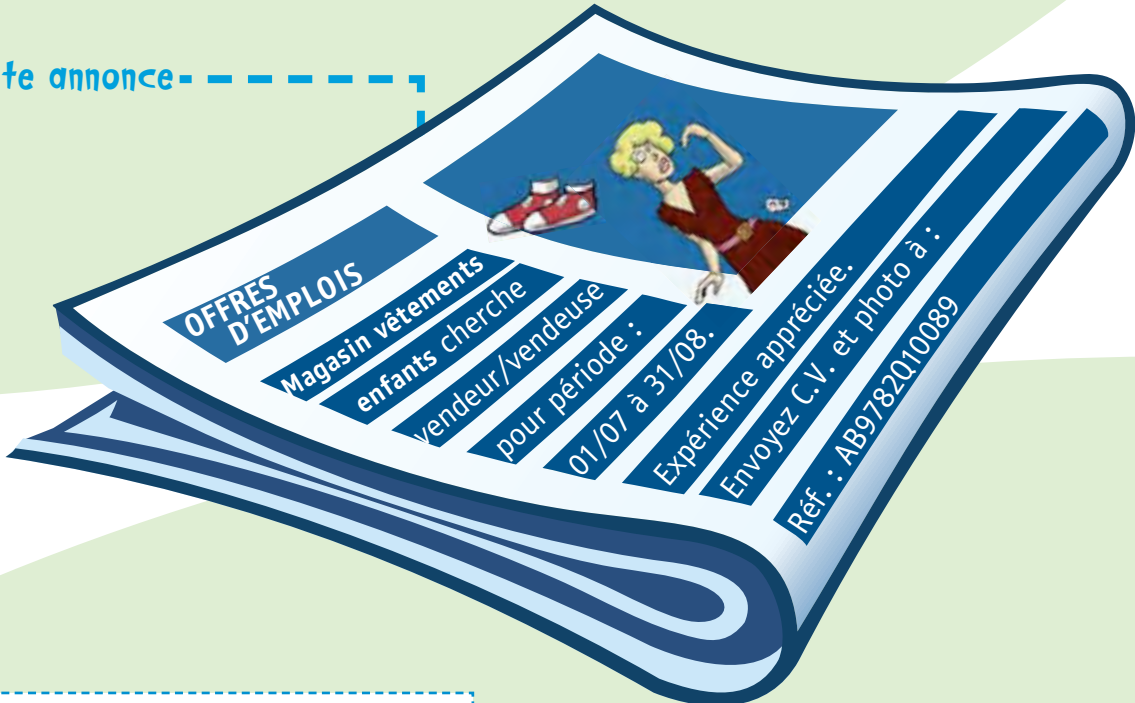 te annonce
OFFRES
D'EMPLOIS
Magasin vêtements
enfants cherche
vendeur/vendeuse
pour période :
01/07 à 31/08.
Expérience appréciée.
Envoyez C.V. et photo à :
Réf. : AB9782Q10089